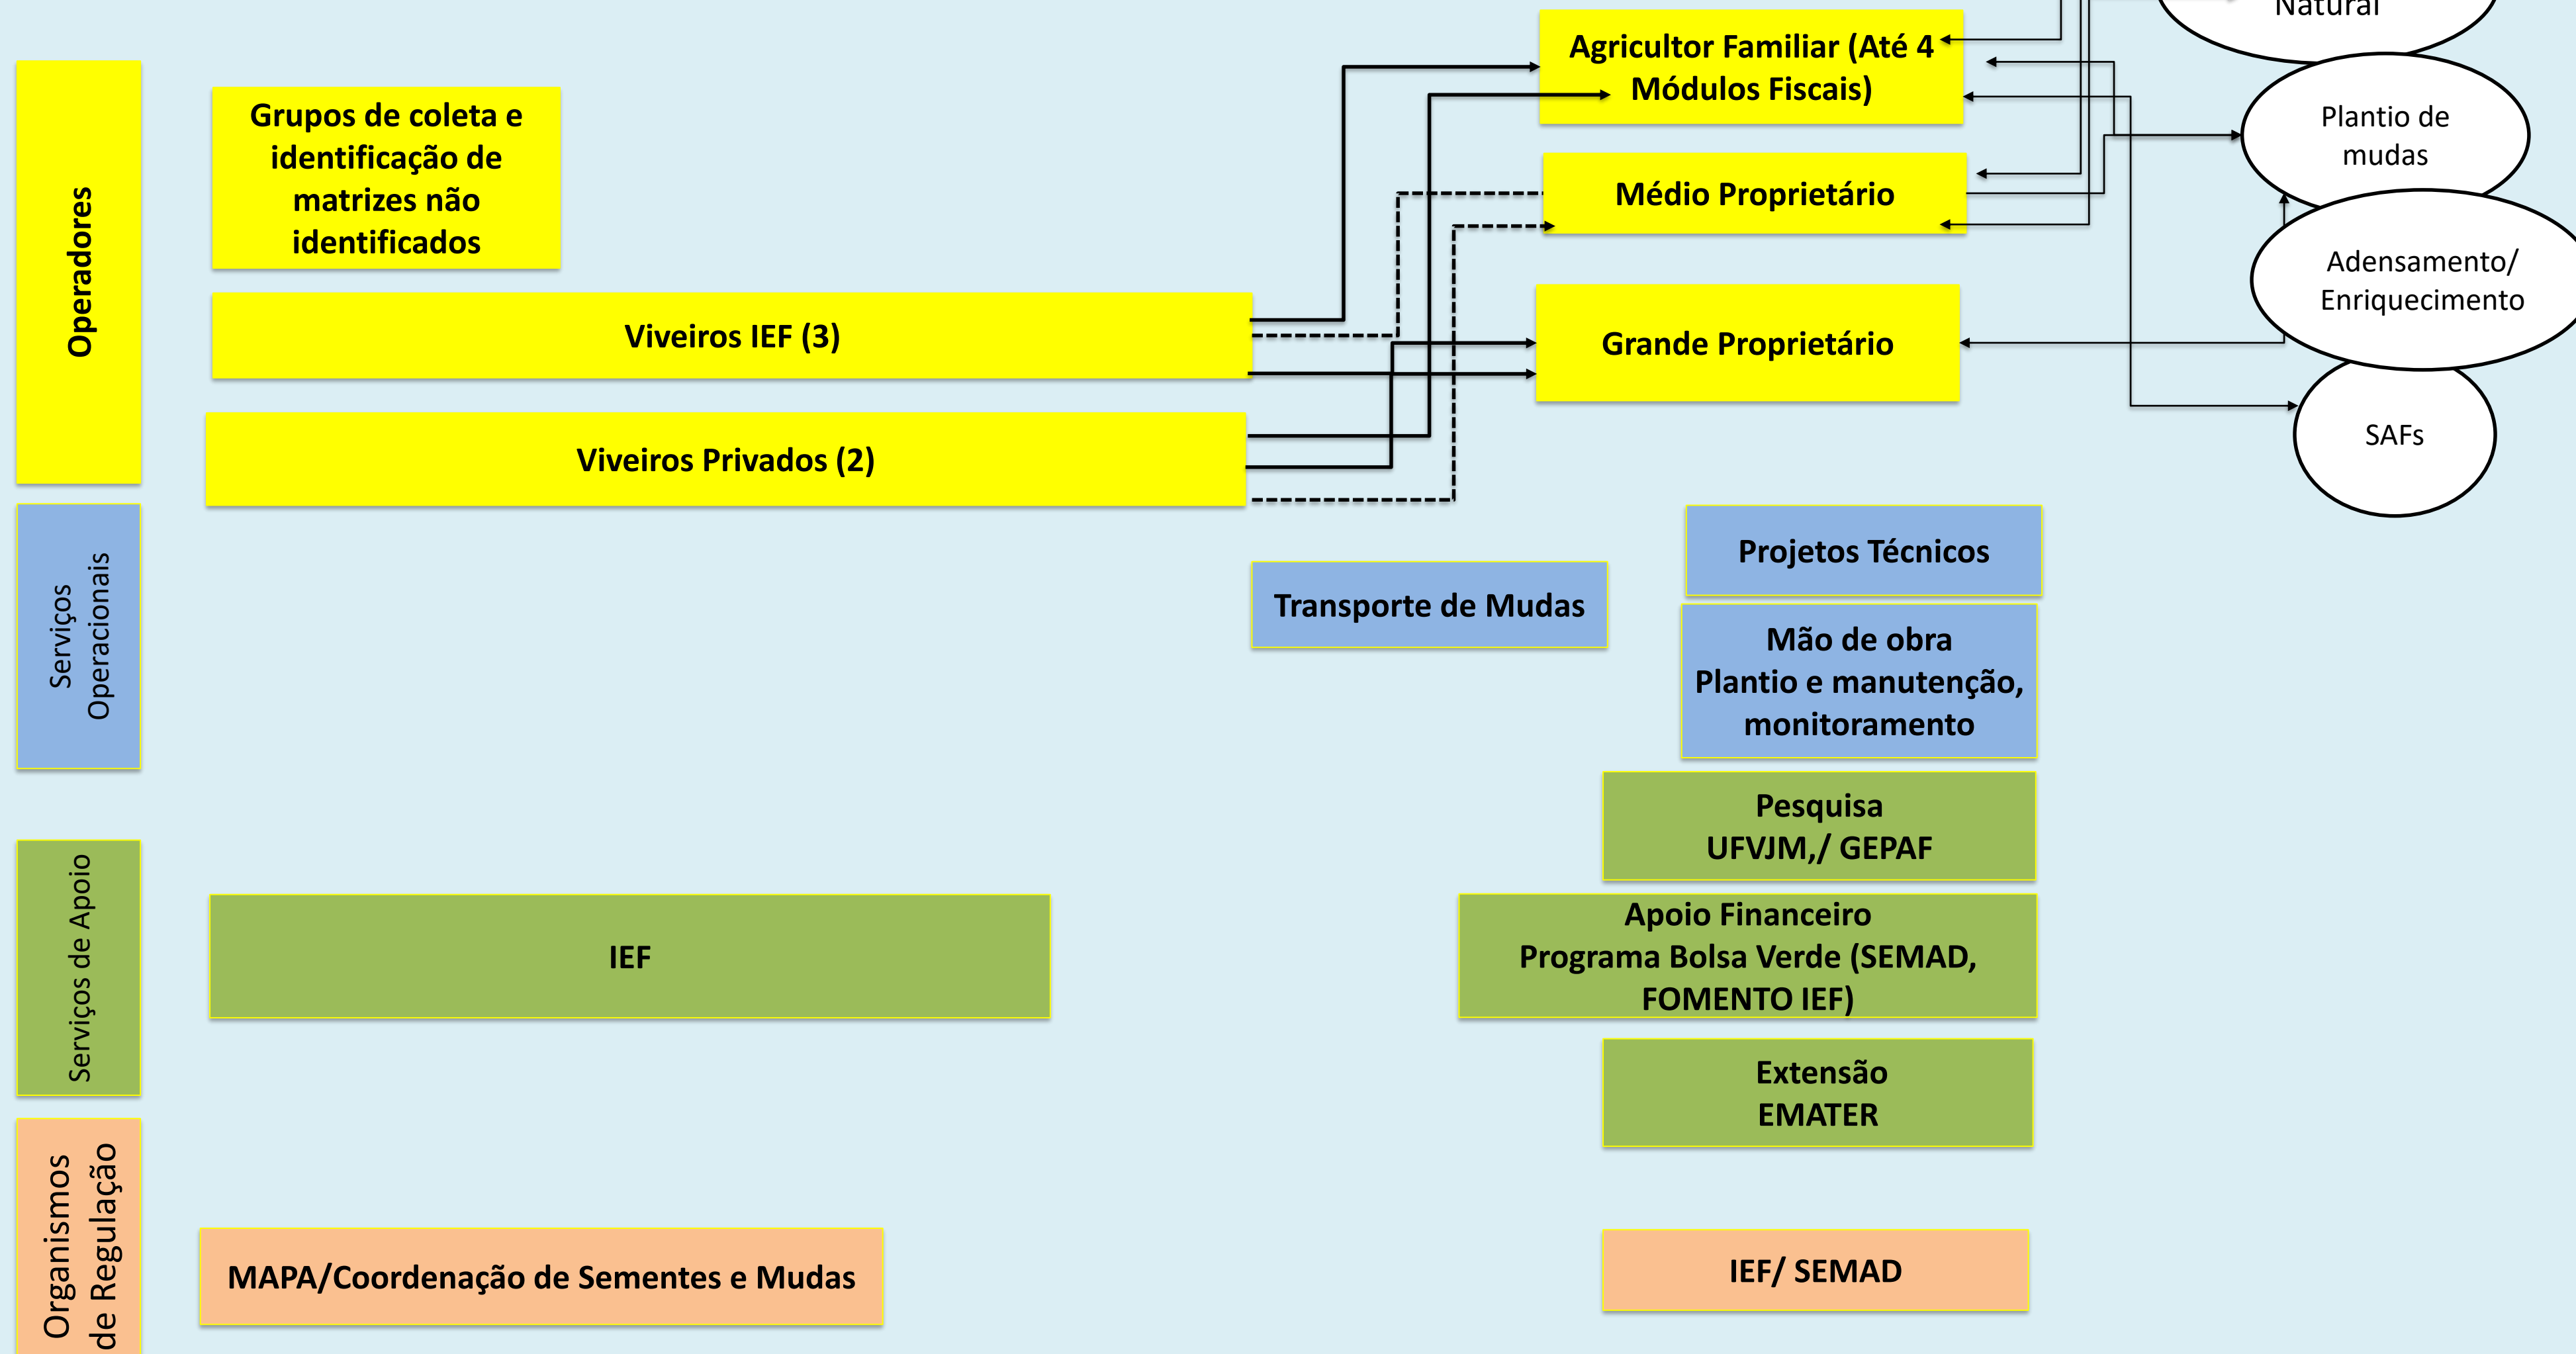 Natural
Agricultor Familiar (Até 4
Módulos Fiscais)
Plantio de
mudas
Operadores
Grupos de coleta e
identificação de
matrizes não
identificados
Médio Proprietário
Adensamento/
Enriquecimento
Viveiros IEF (3)
Grande Proprietário
SAFs
Viveiros Privados (2)
Serviços
Operacionais
Projetos Técnicos
Transporte de Mudas
Mão de obra
Plantio e manutenção,
monitoramento
Pesquisa
UFVJM,/ GEPAF
Serviços de Apoio
IEF
Apoio Financeiro
Programa Bolsa Verde (SEMAD,
FOMENTO IEF)
Extensão
EMATER
Organismos
de Regulação
MAPA/Coordenação de Sementes e Mudas
IEF/ SEMAD